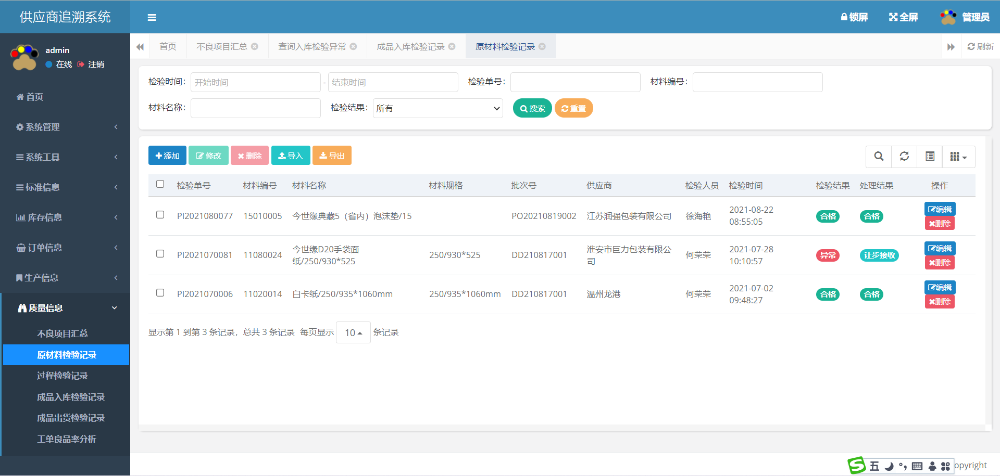 供应商追溯系统
锁屏 全屏 管理员
admin
在线 注销
首页 不良项目汇总 查询入库检验异常 成品入库检验记录 原材料检验记录 刷新
首页
系统管理
系统工具
标准信息
库存信息
订单信息
生产信息
质量信息
不良项目汇总
原材料检验记录
过程检验记录
成品入库检验记录
成品出货检验记录
工单良品率分析
检验时间： 开始时间 - 结束时间 检验单号： 材料编号：
材料名称： 检验结果： 所有 搜索 重置
添加 修改 删除 导入 导出
检验单号 材料编号 材料名称 材料规格 批次号 供应商 检验人员 检验时间 检验结果 处理结果 操作
PI2021080077 15010005 今世缘典藏5（省内）泡沫垫/15 PO20210819002 江苏润强包装有限公司 徐海艳 2021-08-22 08:55:05 合格 合格 编辑 删除
PI2021070081 11080024 今世缘D20手袋面纸/250/930*525 250/930*525 DD210817001 淮安市巨力包装有限公司 何荣荣 2021-07-28 10:10:57 异常 让步接收 编辑 删除
PI2021070006 11020014 白卡纸/250/935*1060mm 250/935*1060mm DD210817001 温州龙港 何荣荣 2021-07-02 09:48:27 合格 合格 编辑 删除
显示第 1 到第 3 条记录，总共 3 条记录 每页显示 10 条记录
五 opyright